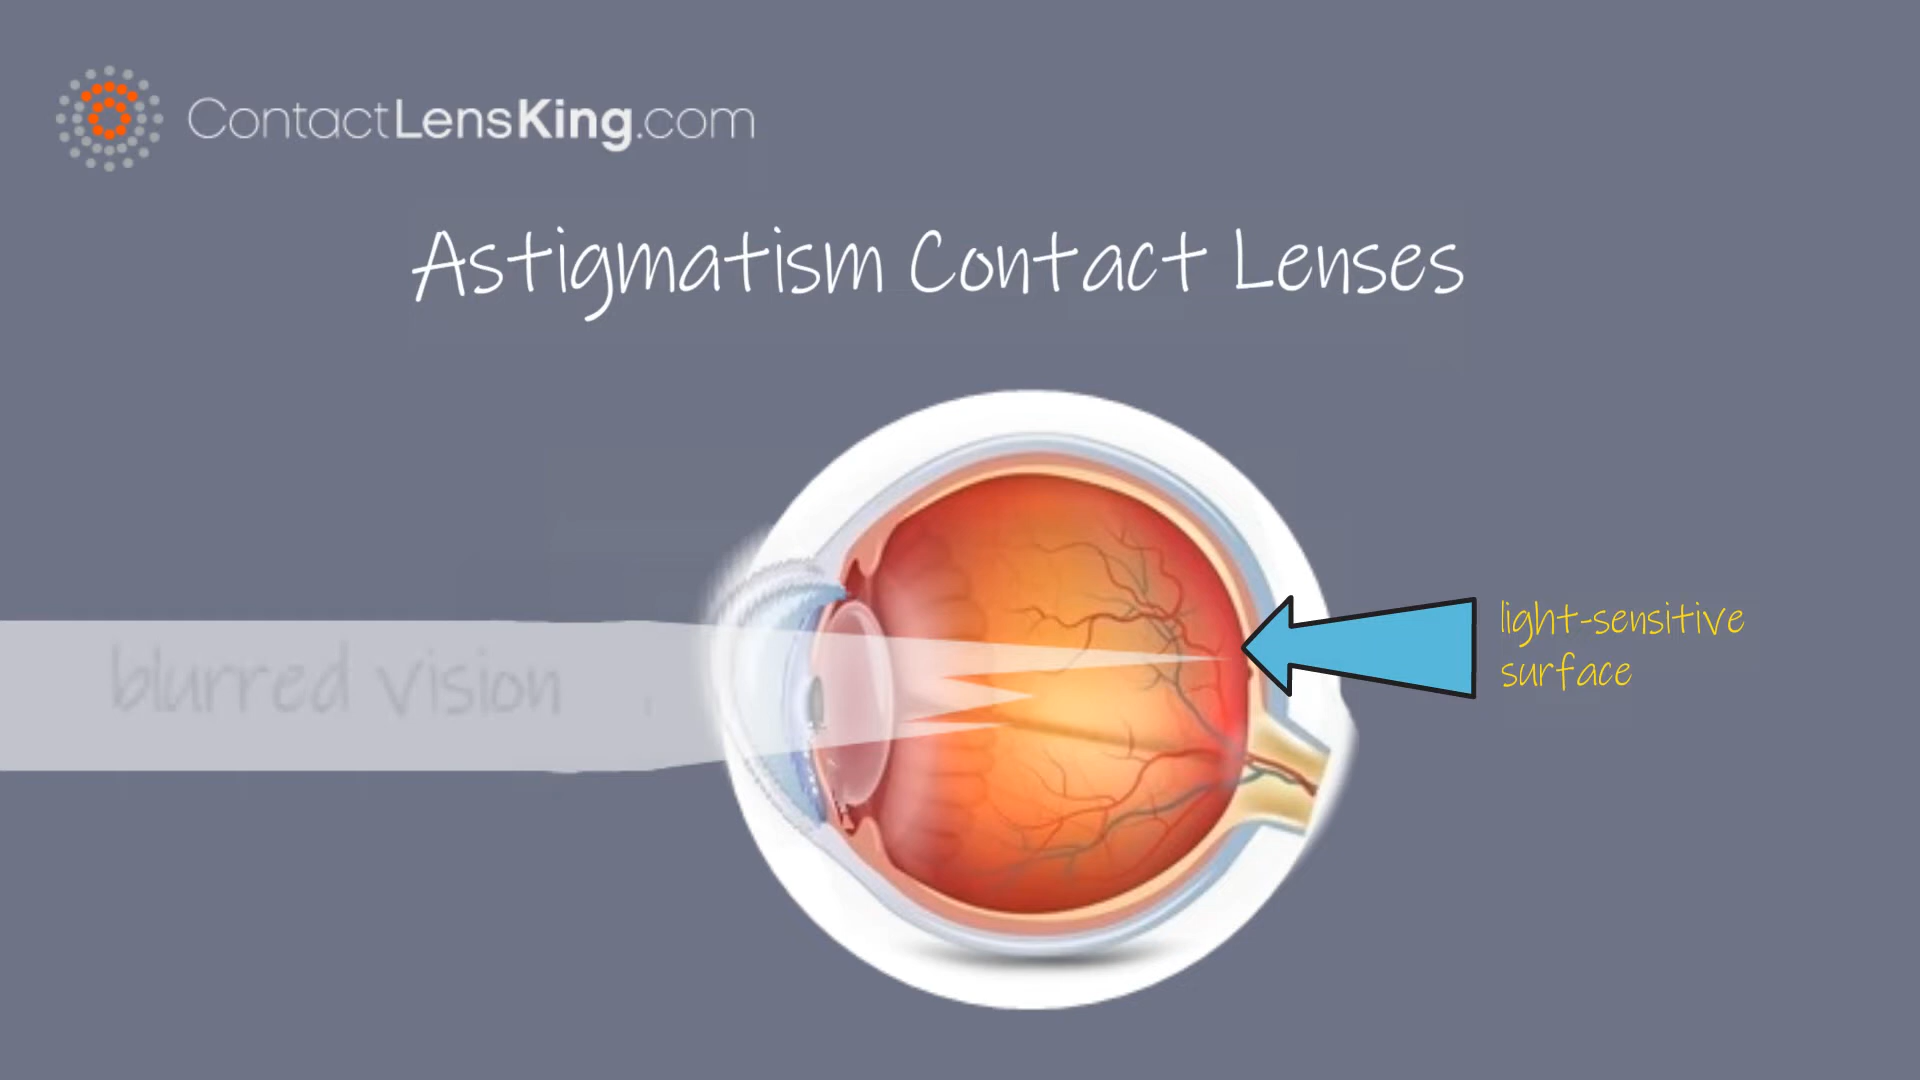 ContactLensKing.com
Astigmatism Contact Lenses
light-sensitive
surface
blurred vision